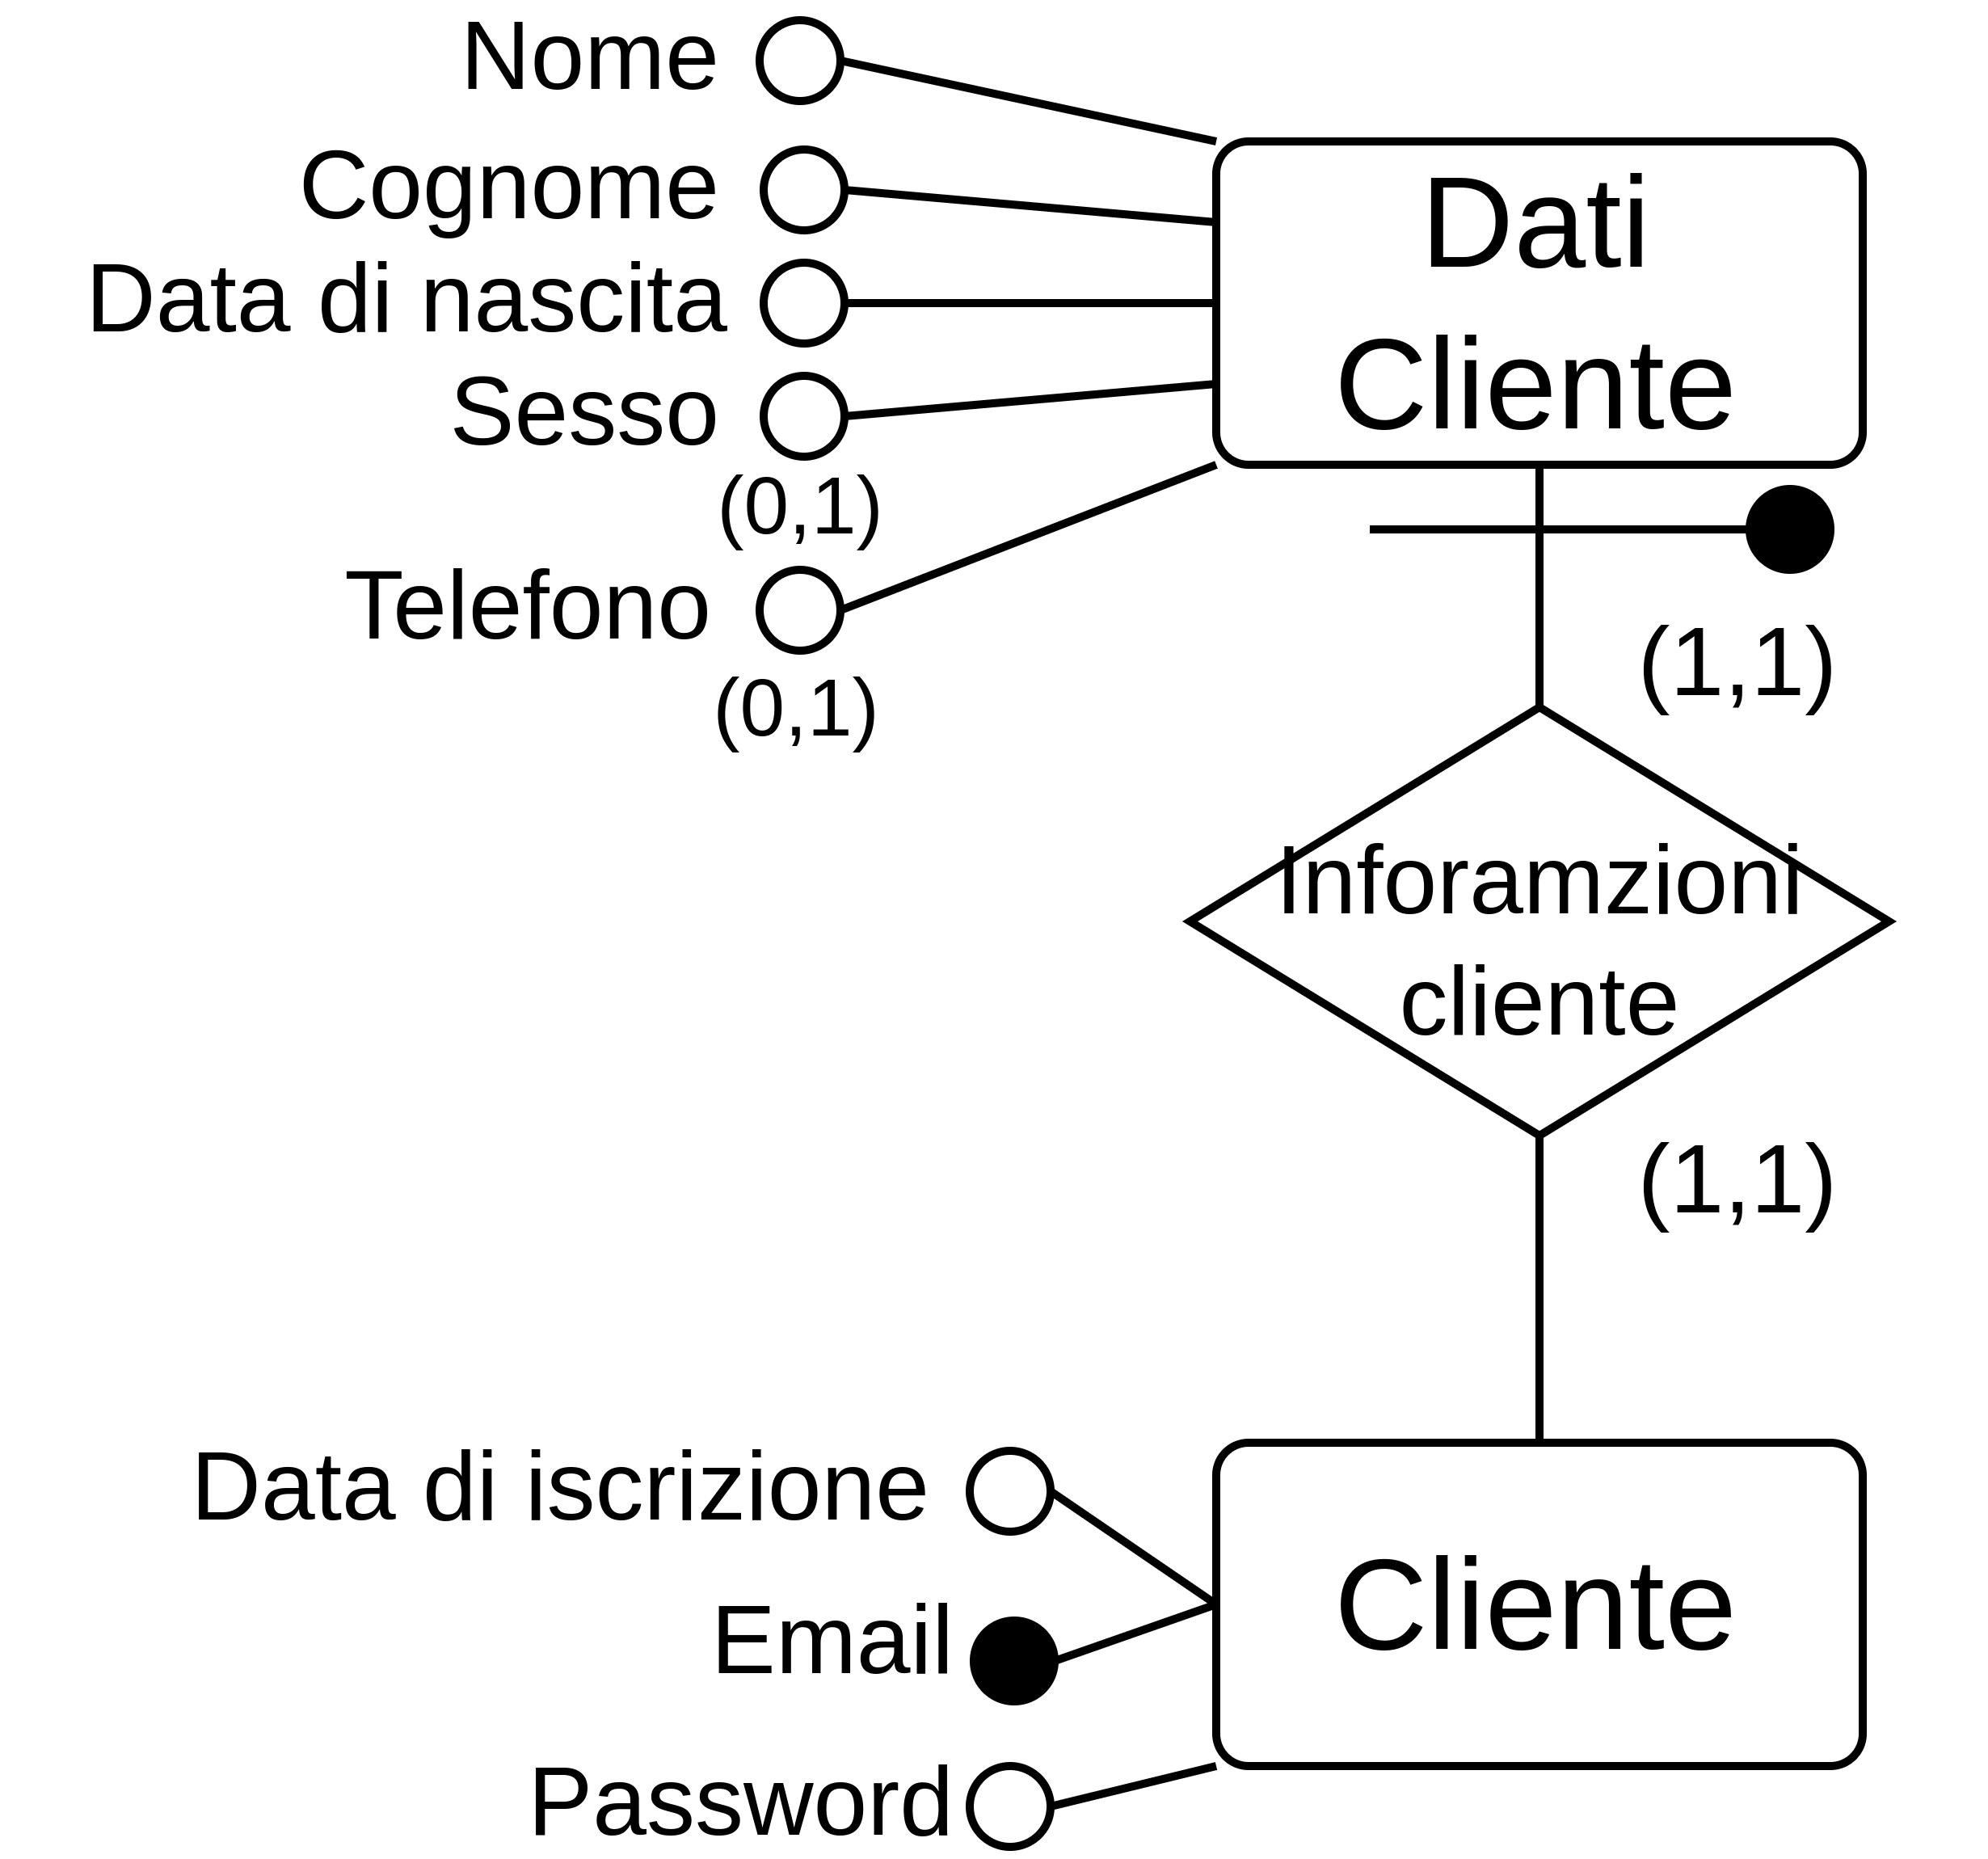 Nome
Cognome
Data di nascita
Sesso
(0,1)
Telefono
(0,1)
Dati
Cliente
(1,1)
Inforamzioni
cliente
(1,1)
Data di iscrizione
Email
Password
Cliente